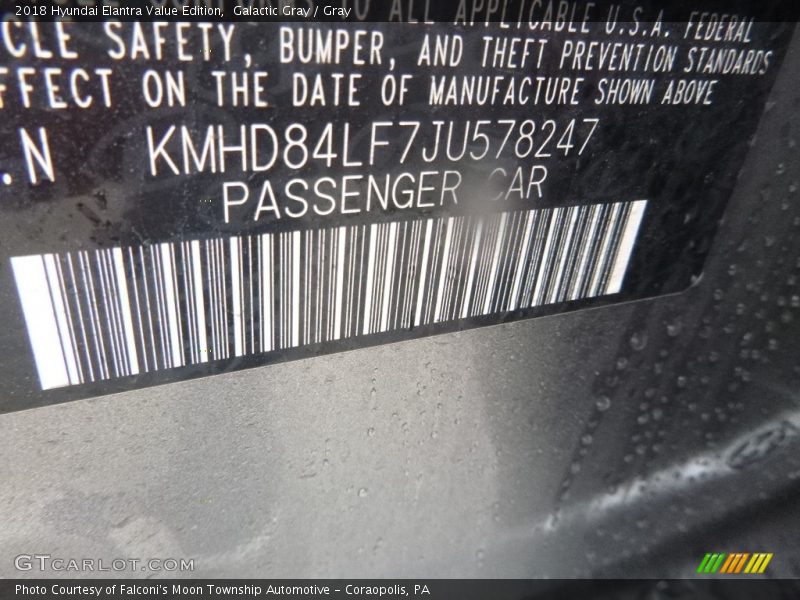 2018 Hyundai Elantra Value Edition,  Galactic Gray / Gray
ALL APPLICABLE U.S.A. FEDERAL
CLE SAFETY, BUMPER, AND THEFT PREVENTION STANDARDS
FFECT ON THE DATE OF MANUFACTURE SHOWN ABOVE
.N KMHD84LF7JU578247
PASSENGER CAR
GTCARLOT.COM
Photo Courtesy of Falconi's Moon Township Automotive – Coraopolis, PA